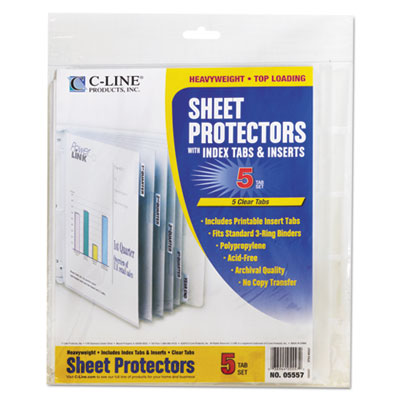 C-LINE®
PRODUCTS, INC.
HEAVYWEIGHT • TOP LOADING
SHEET
PROTECTORS
WITH INDEX TABS & INSERTS
5 TAB
SET
5 Clear Tabs
• Includes Printable Insert Tabs
• Fits Standard 3-Ring Binders
• Polypropylene
• Acid-Free
• Archival Quality
• No Copy Transfer
Power
LINK
1st Quarter
Heavyweight • Includes Index Tabs & Inserts • Clear Tabs
Sheet Protectors
5 TAB
SET
NO. 05557